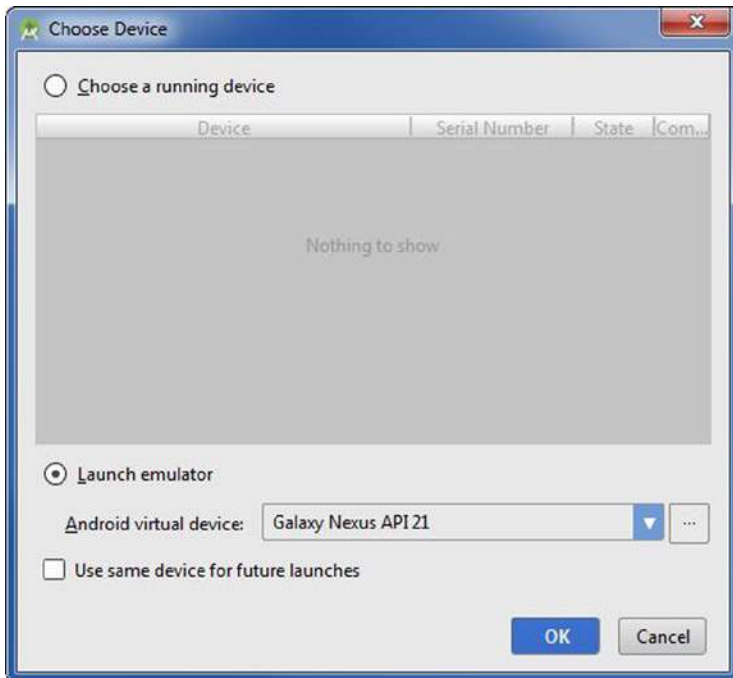 Choose Device
Choose a running device
Device Serial Number State Com...
Nothing to show
Launch emulator
Android virtual device: Galaxy Nexus API 21 ...
Use same device for future launches
OK Cancel